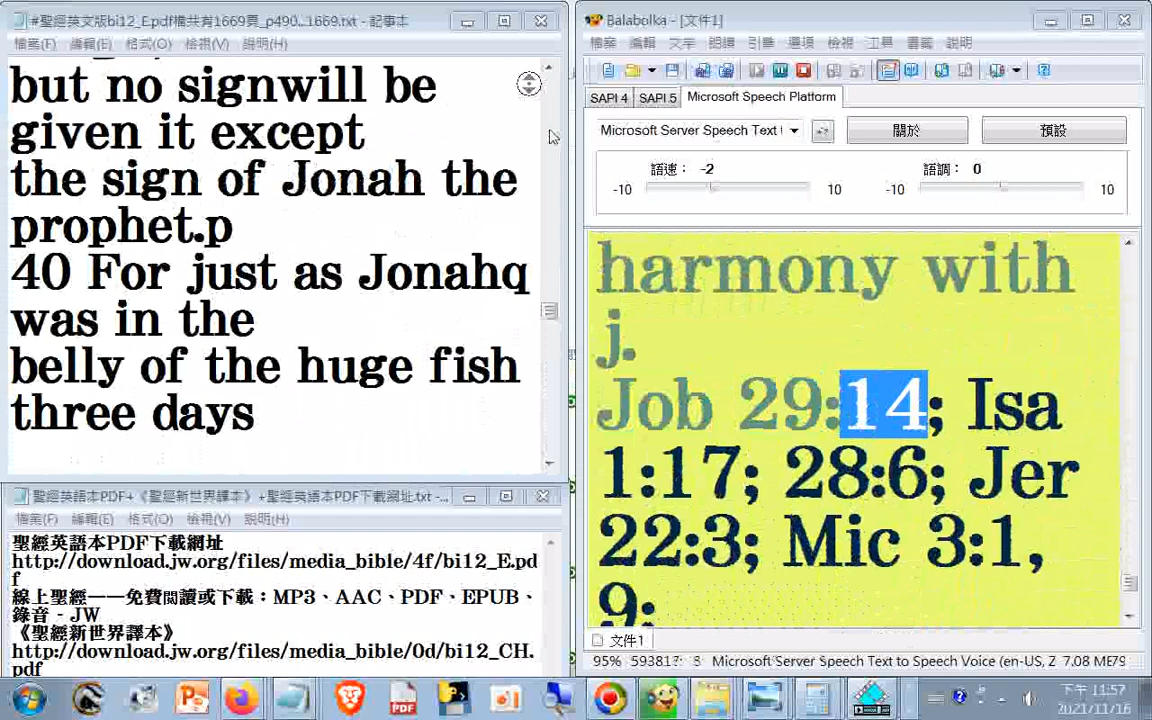 #聖經英文版bi12_E.pdf檔共有1669頁_p490...1669.txt - 記事本
檔案(F) 編輯(E) 格式(O) 檢視(V) 說明(H)
but no signwill be
given it except
the sign of Jonah the
prophet.p
40 For just as Jonahq
was in the
belly of the huge fish
three days
聖經英語本PDF+《聖經新世界譯本》+聖經英語本PDF下載網址.txt - ...
檔案(F) 編輯(E) 格式(O) 檢視(V) 說明(H)
聖經英語本PDF下載網址
http://download.jw.org/files/media_bible/4f/bi12_E.pd
f
線上聖經——免費閱讀或下載：MP3、AAC、PDF、EPUB、
錄音 - JW
《聖經新世界譯本》
http://download.jw.org/files/media_bible/0d/bi12_CH.
pdf
Balabolka - [文件1]
檔案 編輯 文字 朗讀 引擎 選項 檢視 工具 書籤 說明
SAPI 4 SAPI 5 Microsoft Speech Platform
Microsoft Server Speech Text 關於 預設
語速： -2 語調： 0
-10 10 -10 10
harmony with
j.
Job 29:14; Isa
1:17; 28:6; Jer
22:3; Mic 3:1,
9;
文件1
95% Microsoft Server Speech Text to Speech Voice (en-US, Z 7.08 ME
下午 11:57
2021/11/16